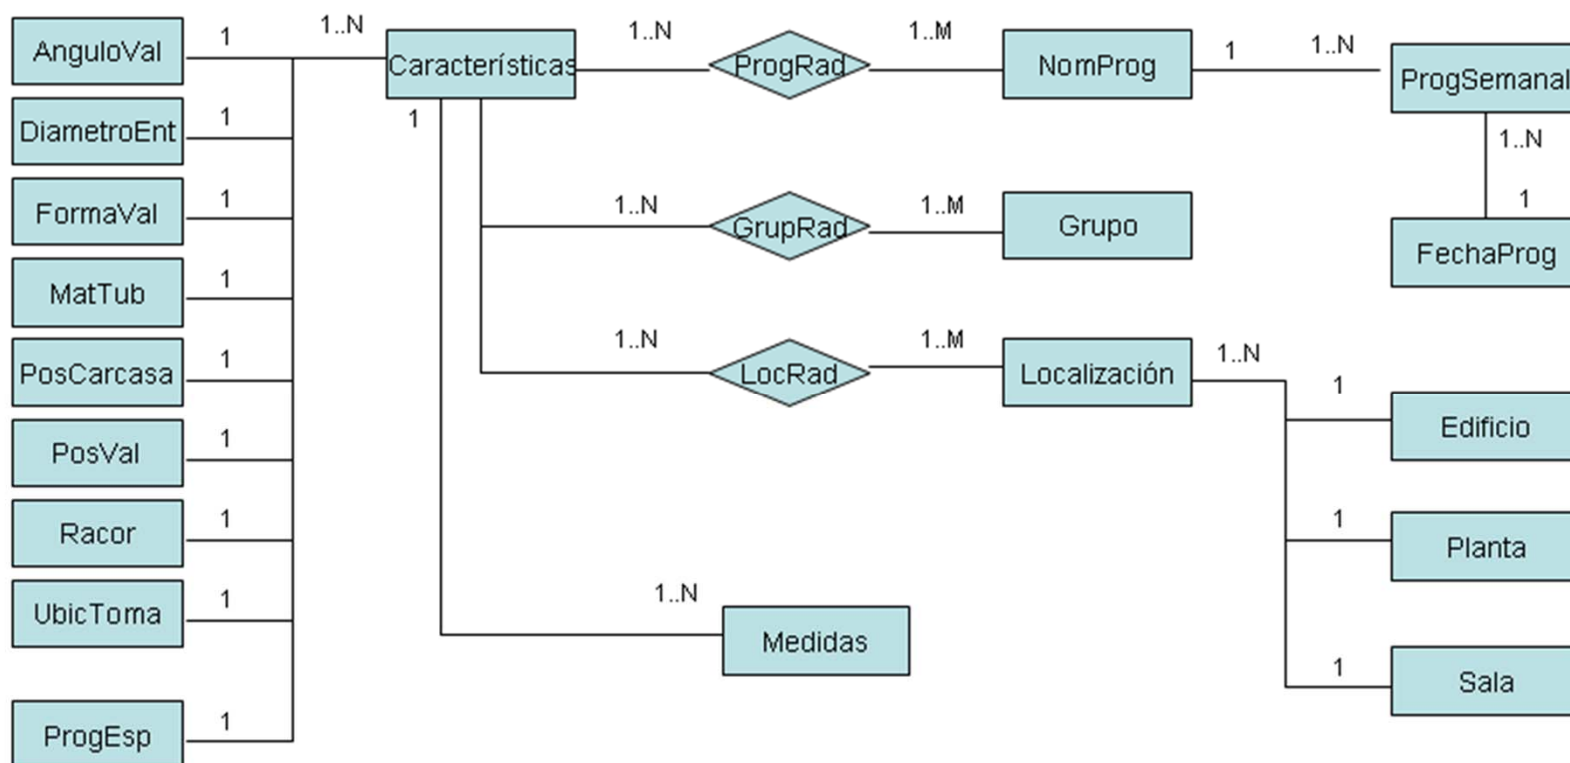 AnguloVal
1
1..N
Características
1..N
ProgRad
1..M
NomProg
1
1..N
ProgSemanal
DiametroEnt
1
1
1..N
FormaVal
1
1..N
GrupRad
1..M
Grupo
1
FechaProg
MatTub
1
PosCarcasa
1
1..N
LocRad
1..M
Localización
1..N
1
Edificio
PosVal
1
Racor
1
1
Planta
UbicToma
1
1..N
Medidas
1
Sala
ProgEsp
1